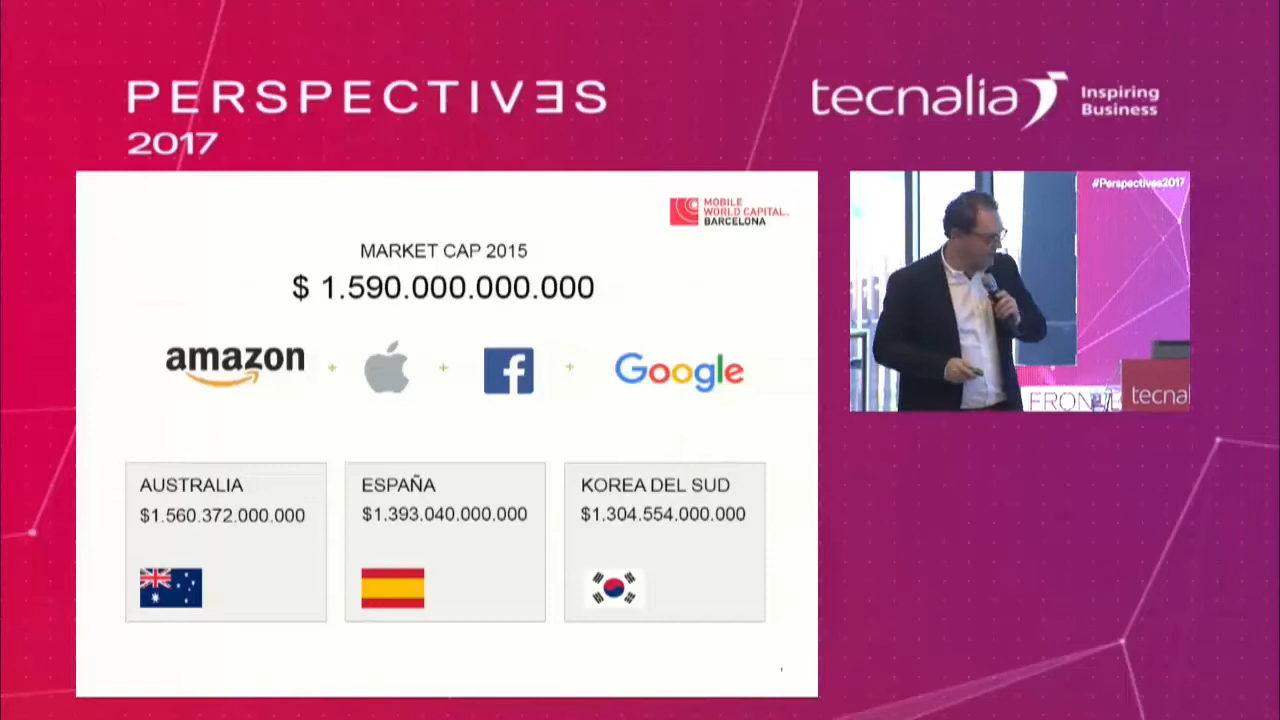 PERSPECTIVƎS
2017
tecnalia
Inspiring
Business
MOBILE
WORLD CAPITAL
BARCELONA
MARKET CAP 2015
$ 1.590.000.000.000
amazon + + f + Google
AUSTRALIA
$1.560.372.000.000
ESPAÑA
$1.393.040.000.000
KOREA DEL SUD
$1.304.554.000.000
#Perspectives2017
tecna